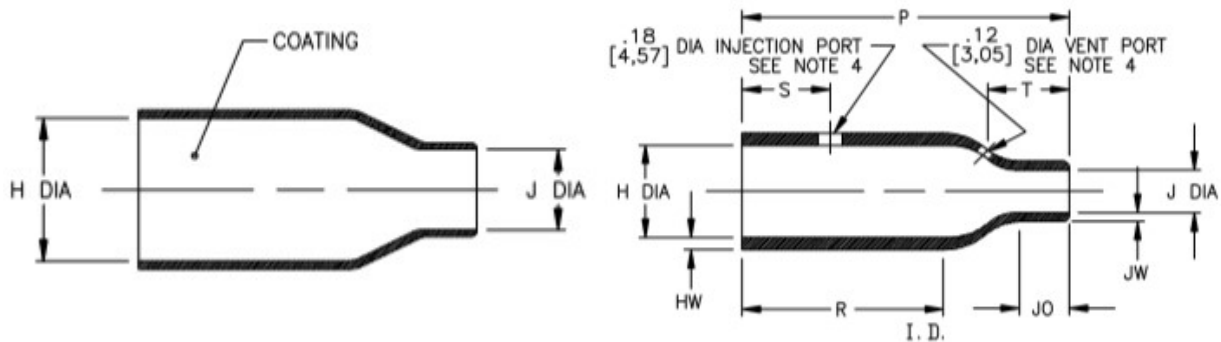 COATING
H DIA
J DIA
P
.18
[4,57] DIA INJECTION PORT
SEE NOTE 4
.12
[3,05] DIA VENT PORT
SEE NOTE 4
S
T
H DIA
J DIA
HW
JW
R
JO
I.D.